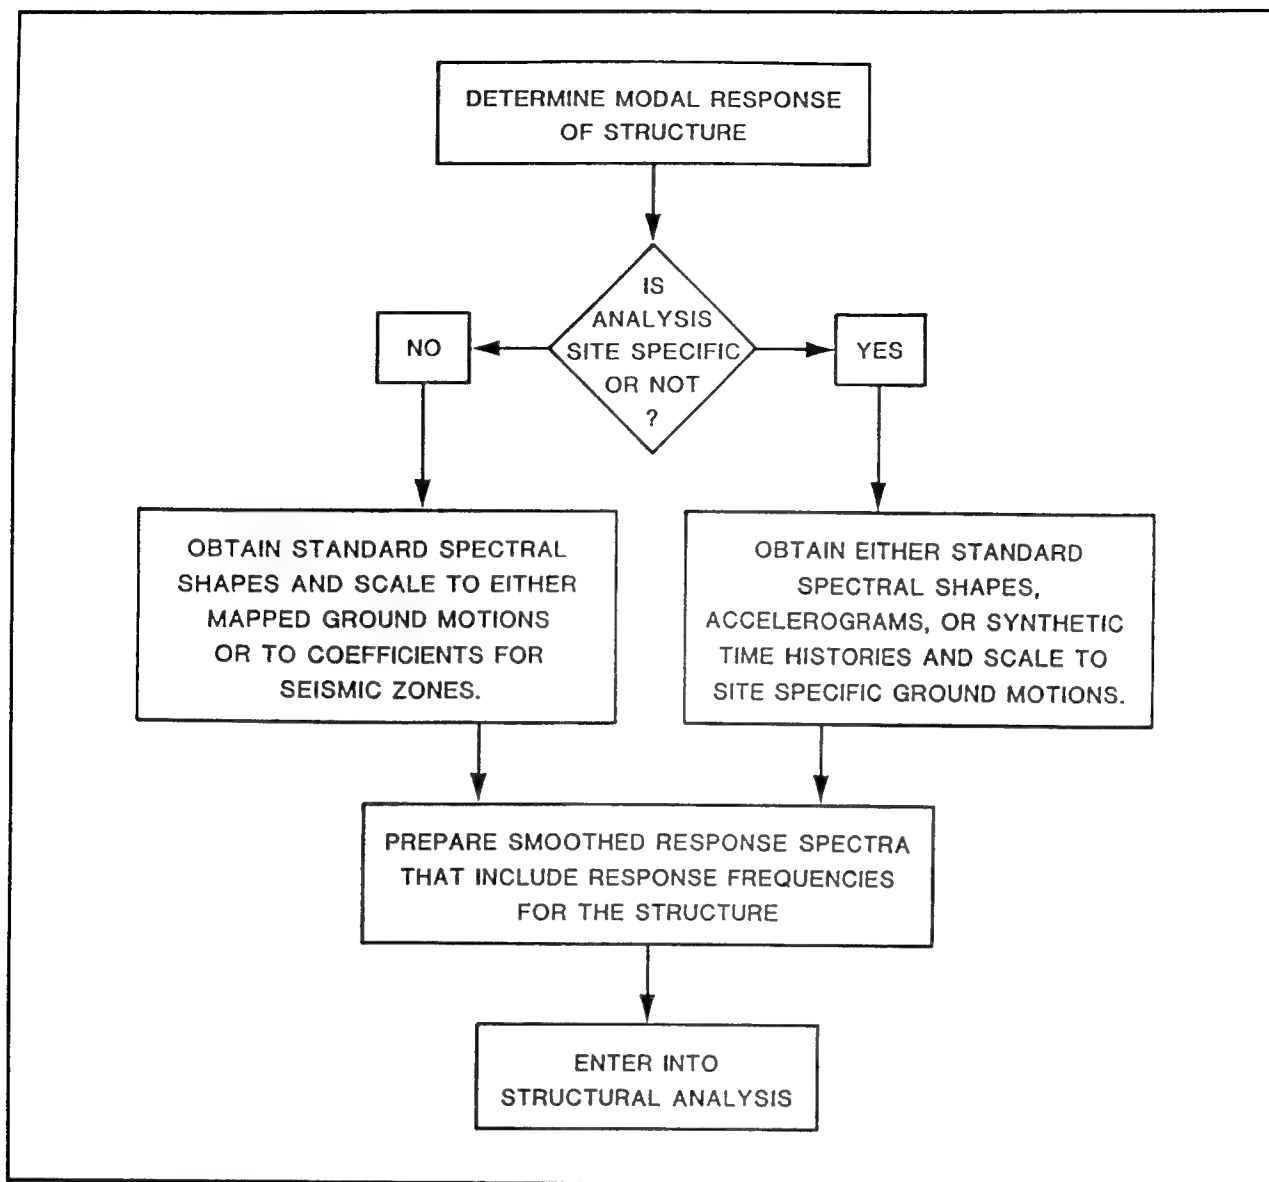 DETERMINE MODAL RESPONSE
OF STRUCTURE
IS
ANALYSIS
SITE SPECIFIC
OR NOT
?
NO
YES
OBTAIN STANDARD SPECTRAL
SHAPES AND SCALE TO EITHER
MAPPED GROUND MOTIONS
OR TO COEFFICIENTS FOR
SEISMIC ZONES.
OBTAIN EITHER STANDARD
SPECTRAL SHAPES,
ACCELEROGRAMS, OR SYNTHETIC
TIME HISTORIES AND SCALE TO
SITE SPECIFIC GROUND MOTIONS.
PREPARE SMOOTHED RESPONSE SPECTRA
THAT INCLUDE RESPONSE FREQUENCIES
FOR THE STRUCTURE
ENTER INTO
STRUCTURAL ANALYSIS